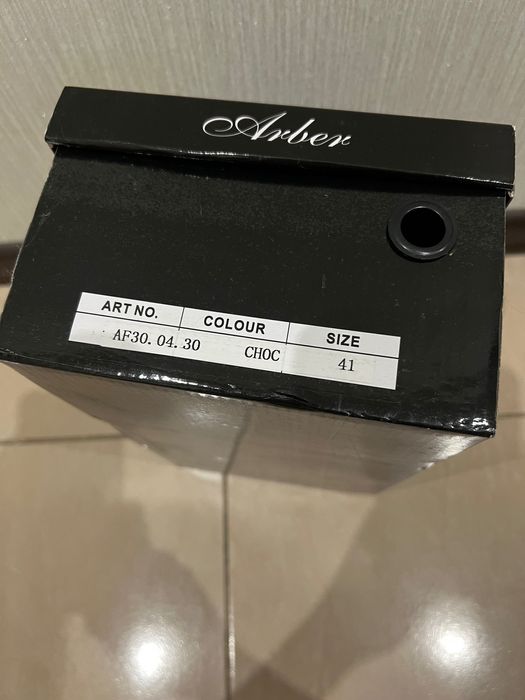 Arber
ART NO. COLOUR SIZE
AF30.04.30 CHOC 41